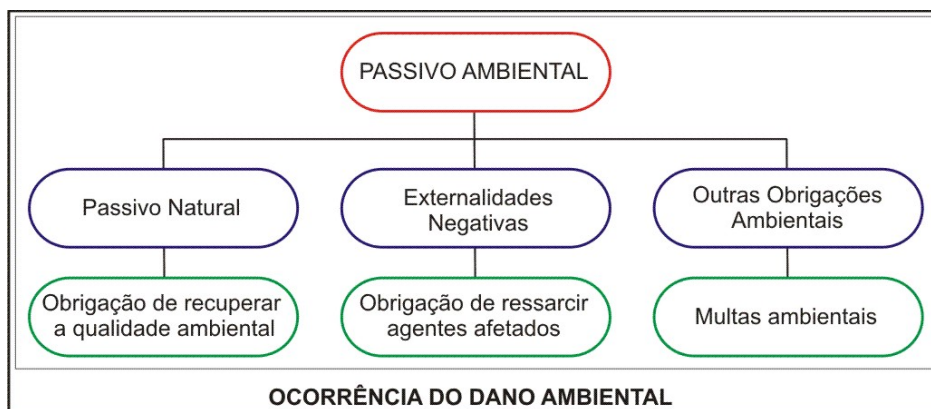 PASSIVO AMBIENTAL
Passivo Natural
Externalidades
Negativas
Outras Obrigações
Ambientais
Obrigação de recuperar
a qualidade ambiental
Obrigação de ressarcir
agentes afetados
Multas ambientais
OCORRÊNCIA DO DANO AMBIENTAL